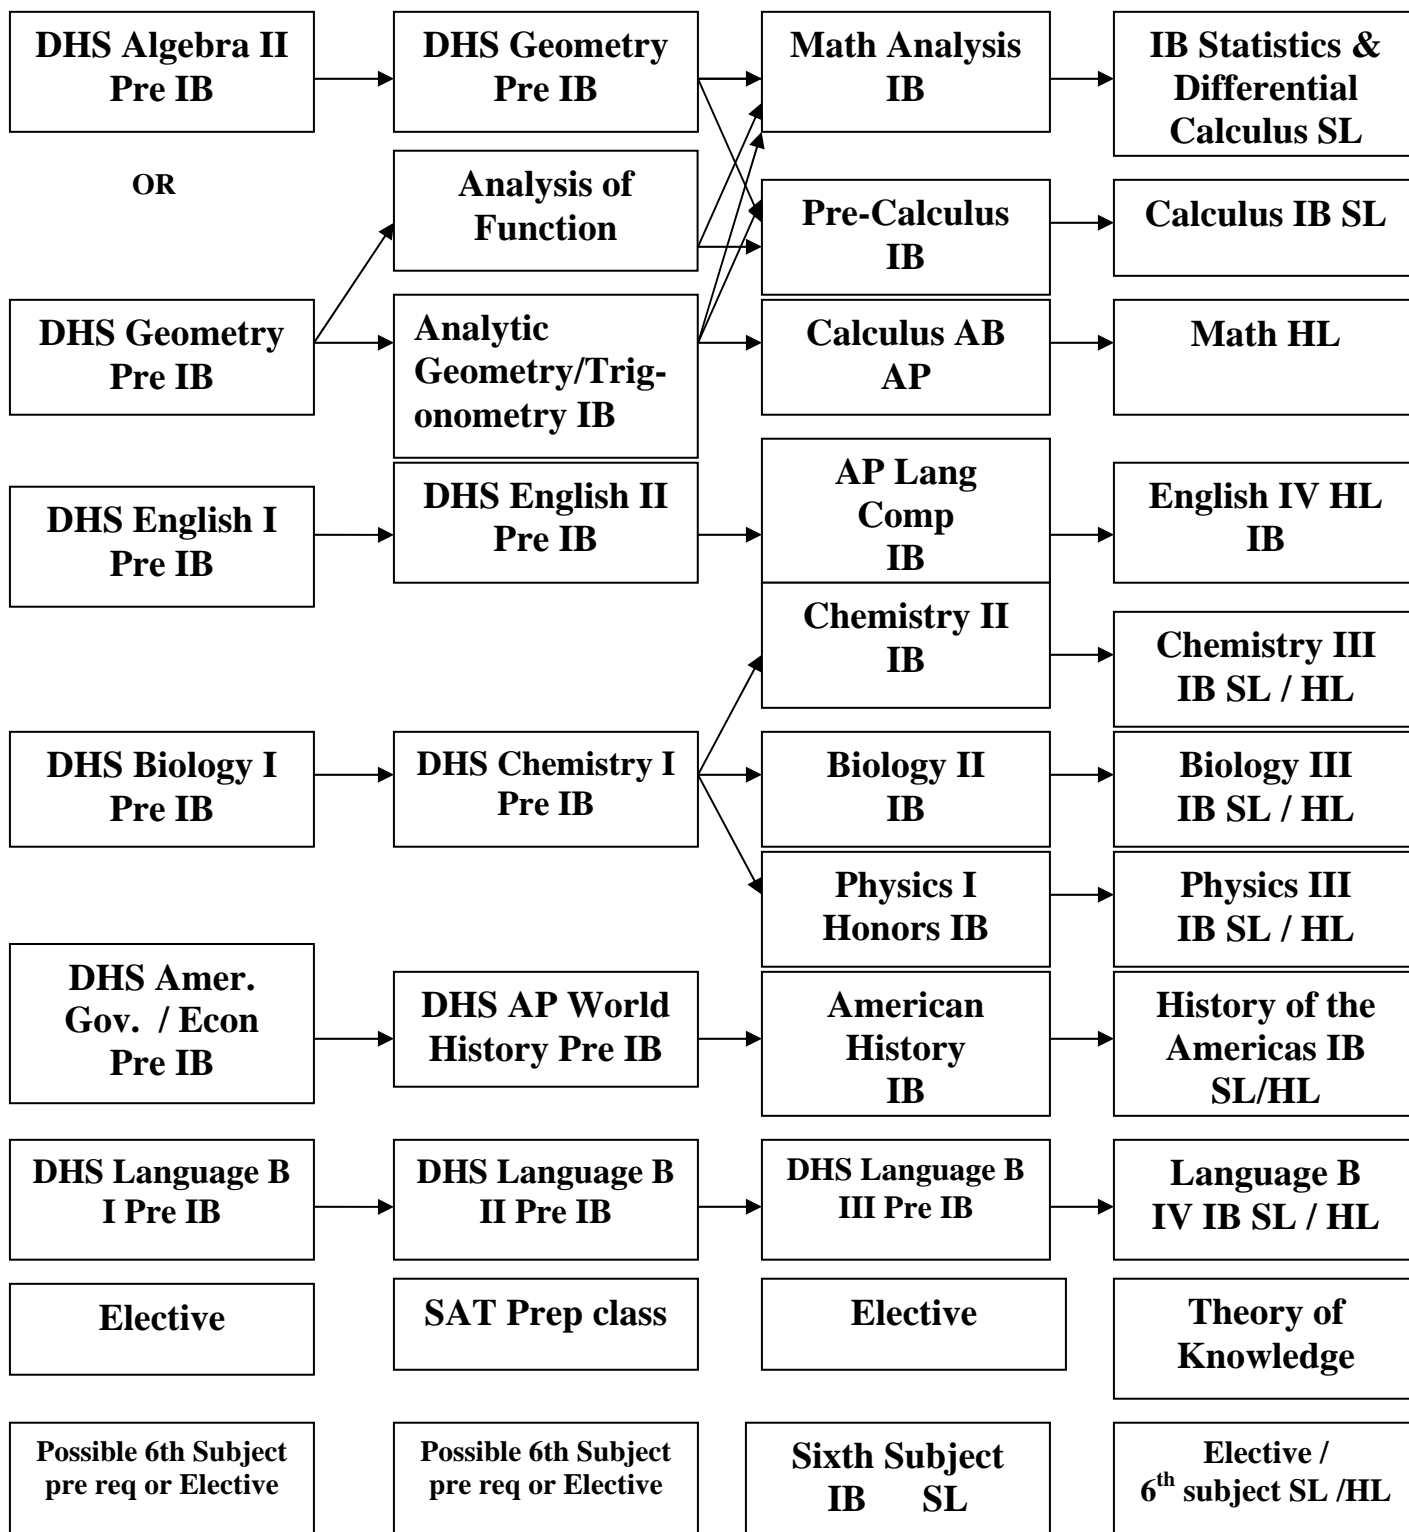 DHS Algebra II
Pre IB
DHS Geometry
Pre IB
Math Analysis
IB
IB Statistics &
Differential
Calculus SL
OR
Analysis of
Function
Pre-Calculus
IB
Calculus IB SL
DHS Geometry
Pre IB
Analytic
Geometry/Trig-
onometry IB
Calculus AB
AP
Math HL
DHS English I
Pre IB
DHS English II
Pre IB
AP Lang
Comp
IB
English IV HL
IB
Chemistry II
IB
Chemistry III
IB SL / HL
DHS Biology I
Pre IB
DHS Chemistry I
Pre IB
Biology II
IB
Biology III
IB SL / HL
Physics I
Honors IB
Physics III
IB SL / HL
DHS Amer.
Gov.  / Econ
Pre IB
DHS AP World
History Pre IB
American
History
IB
History of the
Americas IB
SL/HL
DHS Language B
I Pre IB
DHS Language B
II Pre IB
DHS Language B
III Pre IB
Language B
IV IB SL / HL
Elective
SAT Prep class
Elective
Theory of
Knowledge
Possible 6th Subject
pre req or Elective
Possible 6th Subject
pre req or Elective
Sixth Subject
IB      SL
Elective /
6th subject SL /HL